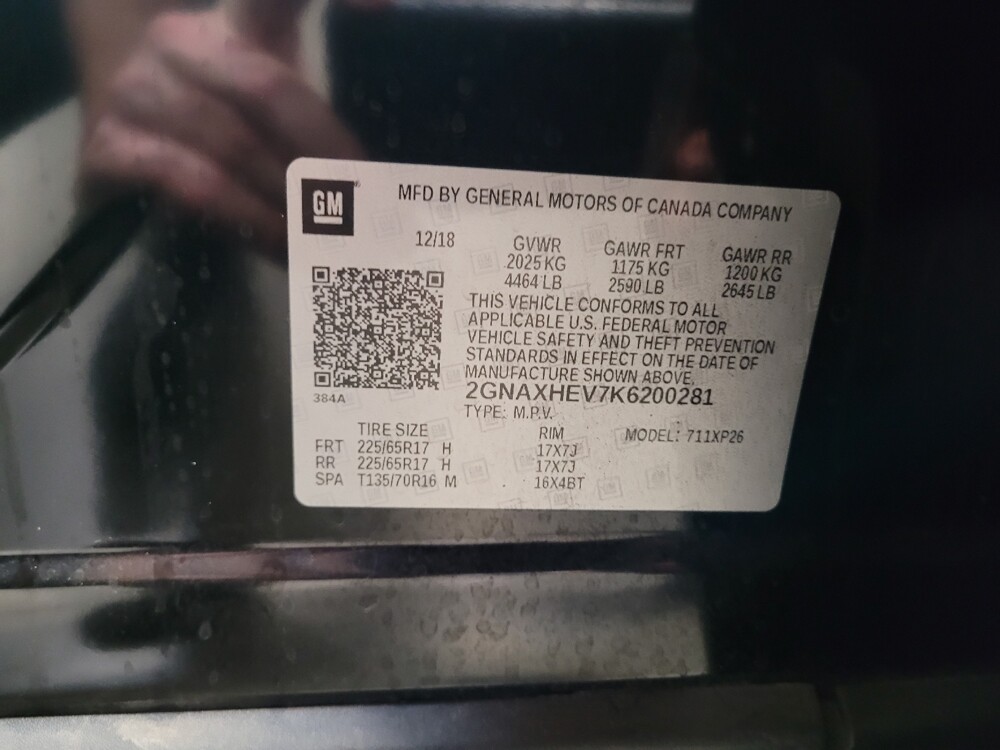 GM
MFD BY GENERAL MOTORS OF CANADA COMPANY
12/18 GVWR GAWR FRT GAWR RR
2025 KG 1175 KG 1200 KG
4464 LB 2590 LB 2645 LB
THIS VEHICLE CONFORMS TO ALL
APPLICABLE U.S. FEDERAL MOTOR
VEHICLE SAFETY AND THEFT PREVENTION
STANDARDS IN EFFECT ON THE DATE OF
MANUFACTURE SHOWN ABOVE.
384A
2GNAXHEV7K6200281
TYPE: M.P.V.
TIRE SIZE RIM MODEL: 711XP26
FRT 225/65R17 H 17X7J
RR 225/65R17 H 17X7J
SPA T135/70R16 M 16X4BT